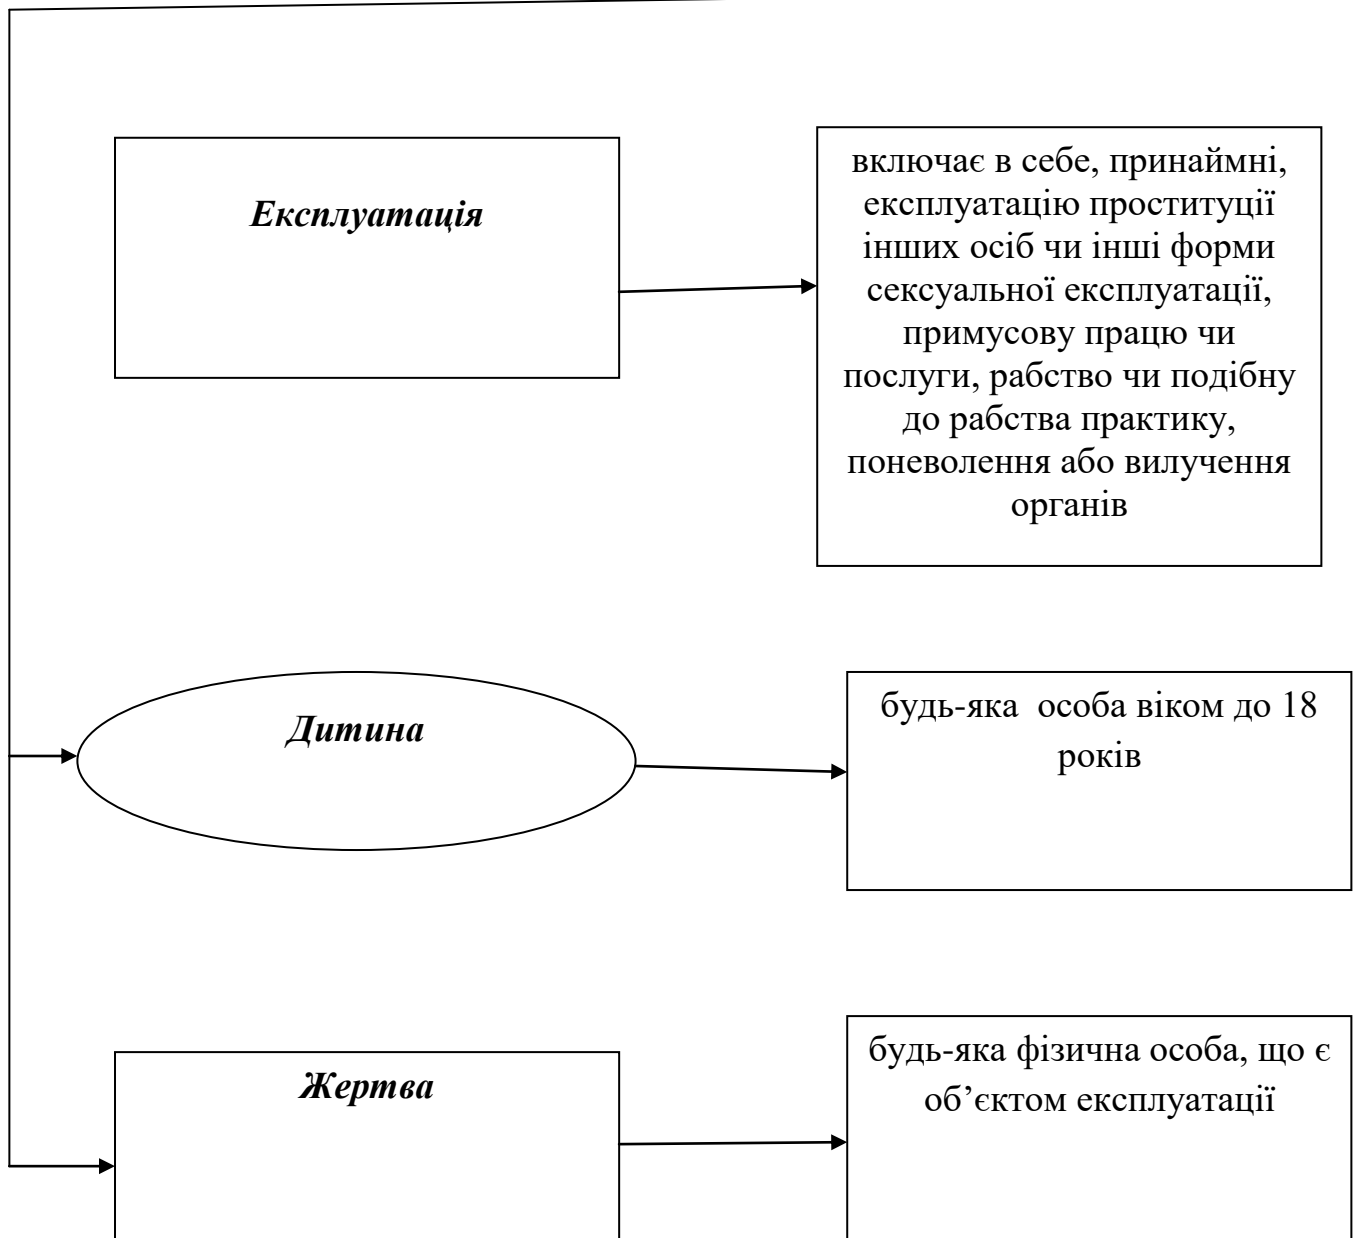 Експлуатація
включає в себе, принаймні,
експлуатацію проституції
інших осіб чи інші форми
сексуальної експлуатації,
примусову працю чи
послуги, рабство чи подібну
до рабства практику,
поневолення або вилучення
органів
Дитина
будь-яка  особа віком до 18
років
Жертва
будь-яка фізична особа, що є
об’єктом експлуатації